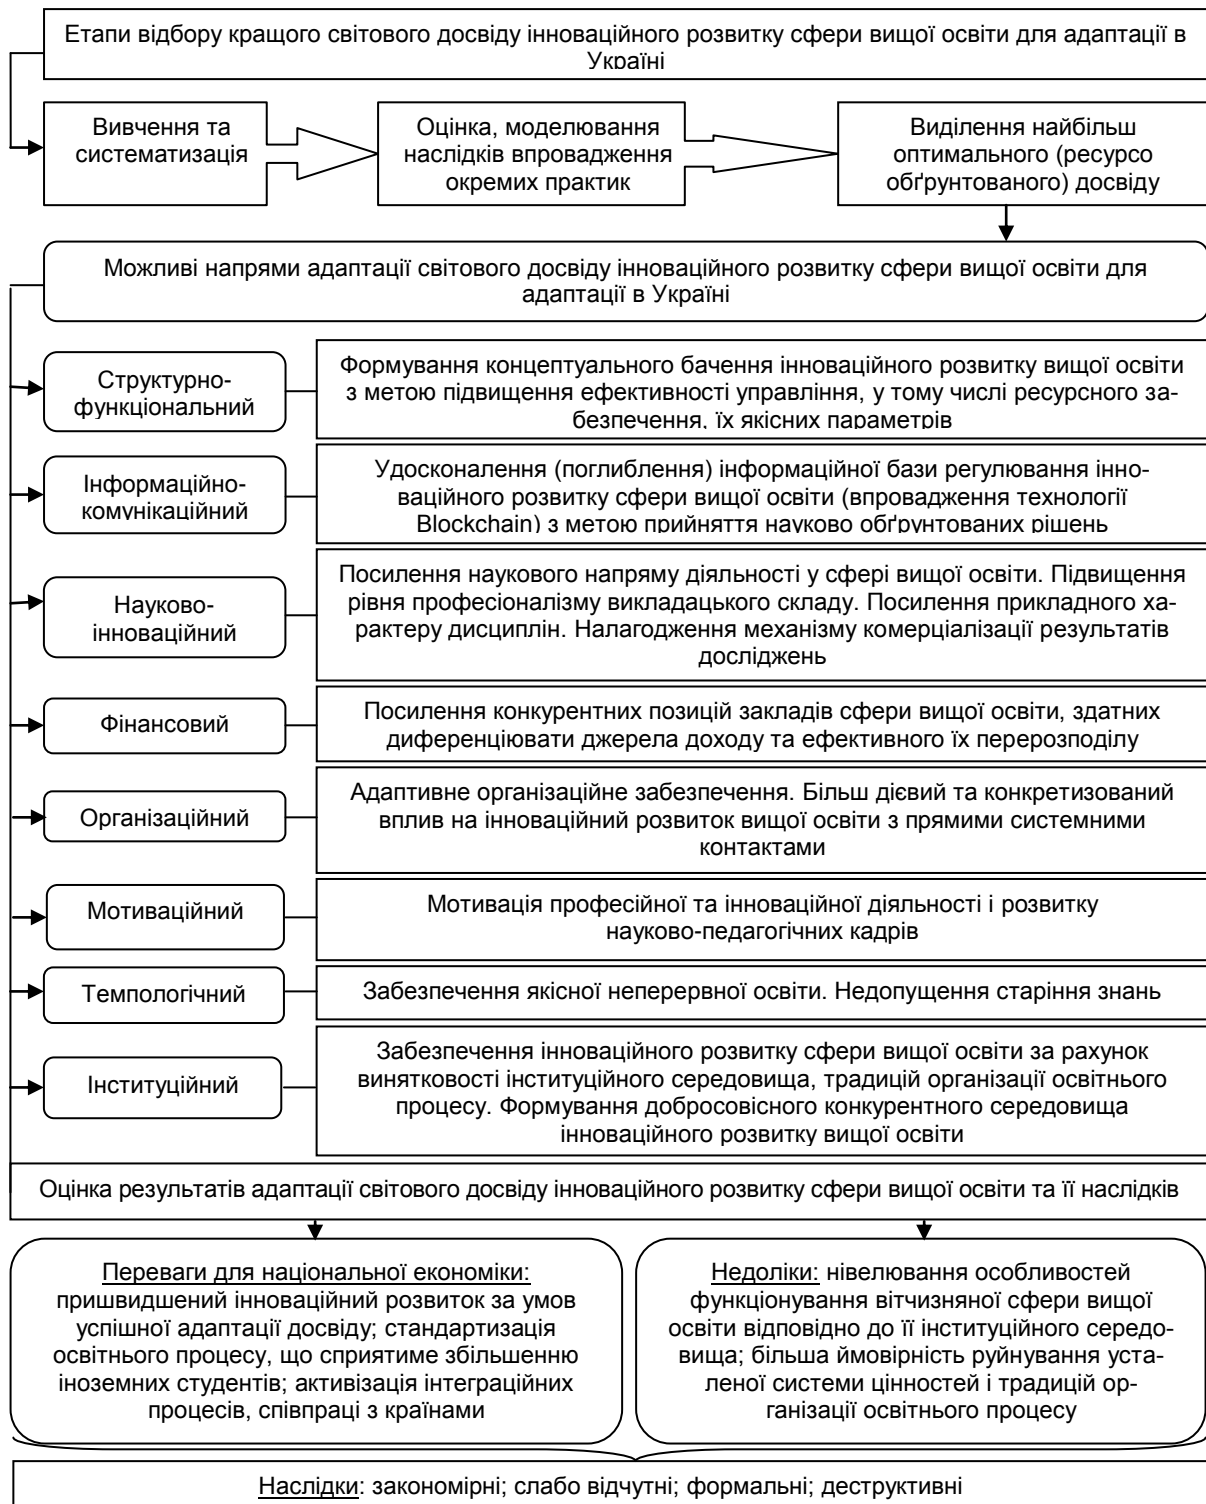 Етапи відбору кращого світового досвіду інноваційного розвитку сфери вищої освіти для адаптації в
Україні
Вивчення та
систематизація
Оцінка, моделювання
наслідків впровадження
окремих практик
Виділення найбільш
оптимального (ресурсо
обґрунтованого) досвіду
Можливі напрями адаптації світового досвіду інноваційного розвитку сфери вищої освіти для
адаптації в Україні
Структурно-
функціональний
Формування концептуального бачення інноваційного розвитку вищої освіти
з метою підвищення ефективності управління, у тому числі ресурсного за-
безпечення, їх якісних параметрів
Інформаційно-
комунікаційний
Удосконалення (поглиблення) інформаційної бази регулювання інно-
ваційного розвитку сфери вищої освіти (впровадження технології
Blockchain) з метою прийняття науково обґрунтованих рішень
Науково-
інноваційний
Посилення наукового напряму діяльності у сфері вищої освіти. Підвищення
рівня професіоналізму викладацького складу. Посилення прикладного ха-
рактеру дисциплін. Налагодження механізму комерціалізації результатів
досліджень
Фінансовий
Посилення конкурентних позицій закладів сфери вищої освіти, здатних
диференціювати джерела доходу та ефективного їх перерозподілу
Організаційний
Адаптивне організаційне забезпечення. Більш дієвий та конкретизований
вплив на інноваційний розвиток вищої освіти з прямими системними
контактами
Мотиваційний
Мотивація професійної та інноваційної діяльності і розвитку
науково-педагогічних кадрів
Темпологічний
Забезпечення якісної неперервної освіти. Недопущення старіння знань
Інституційний
Забезпечення інноваційного розвитку сфери вищої освіти за рахунок
винятковості інституційного середовища, традицій організації освітнього
процесу. Формування добросовісного конкурентного середовища
інноваційного розвитку вищої освіти
Оцінка результатів адаптації світового досвіду інноваційного розвитку сфери вищої освіти та її наслідків
Переваги для національної економіки:
пришвидшений інноваційний розвиток за умов
успішної адаптації досвіду; стандартизація
освітнього процесу, що сприятиме збільшенню
іноземних студентів; активізація інтеграційних
процесів, співпраці з країнами
Недоліки: нівелювання особливостей
функціонування вітчизняної сфери вищої
освіти відповідно до її інституційного середо-
вища; більша ймовірність руйнування уста-
леної системи цінностей і традицій ор-
ганізації освітнього процесу
Наслідки: закономірні; слабо відчутні; формальні; деструктивні